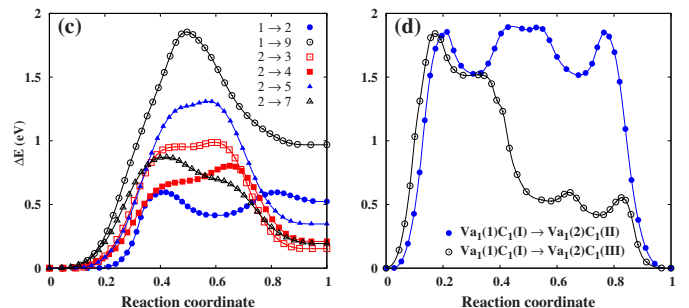 (c)
1 → 2
1 → 9
2 → 3
2 → 4
2 → 5
2 → 7
2
1.5
1
0.5
0
ΔE (eV)
0 0.2 0.4 0.6 0.8 1
Reaction coordinate
(d)
Va₁(1)C₁(I) → Va₁(2)C₁(II)
Va₁(1)C₁(I) → Va₁(2)C₁(III)
2
1.5
1
0.5
0
0 0.2 0.4 0.6 0.8 1
Reaction coordinate